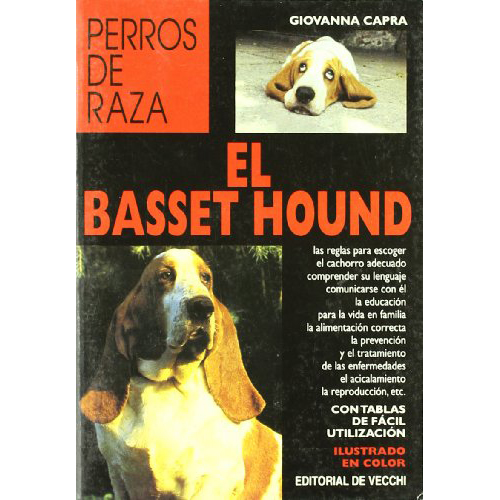 GIOVANNA CAPRA
PERROS
DE
RAZA
EL
BASSET HOUND
las reglas para escoger
el cachorro adecuado
comprender su lenguaje
comunicarse con él
la educación
para la vida en familia
la alimentación correcta
la prevención
y el tratamiento
de las enfermedades
el acicalamiento
la reproducción, etc.
CON TABLAS
DE FÁCIL
UTILIZACIÓN
ILUSTRADO
EN COLOR
EDITORIAL DE VECCHI